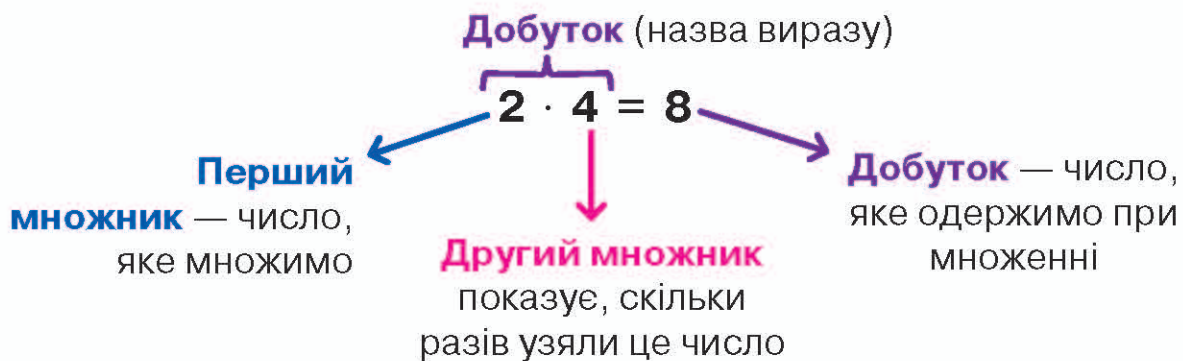 Добуток (назва виразу)
2 · 4 = 8
Перший
множник — число,
яке множимо
Другий множник
показує, скільки
разів узяли це число
Добуток — число,
яке одержимо при
множенні